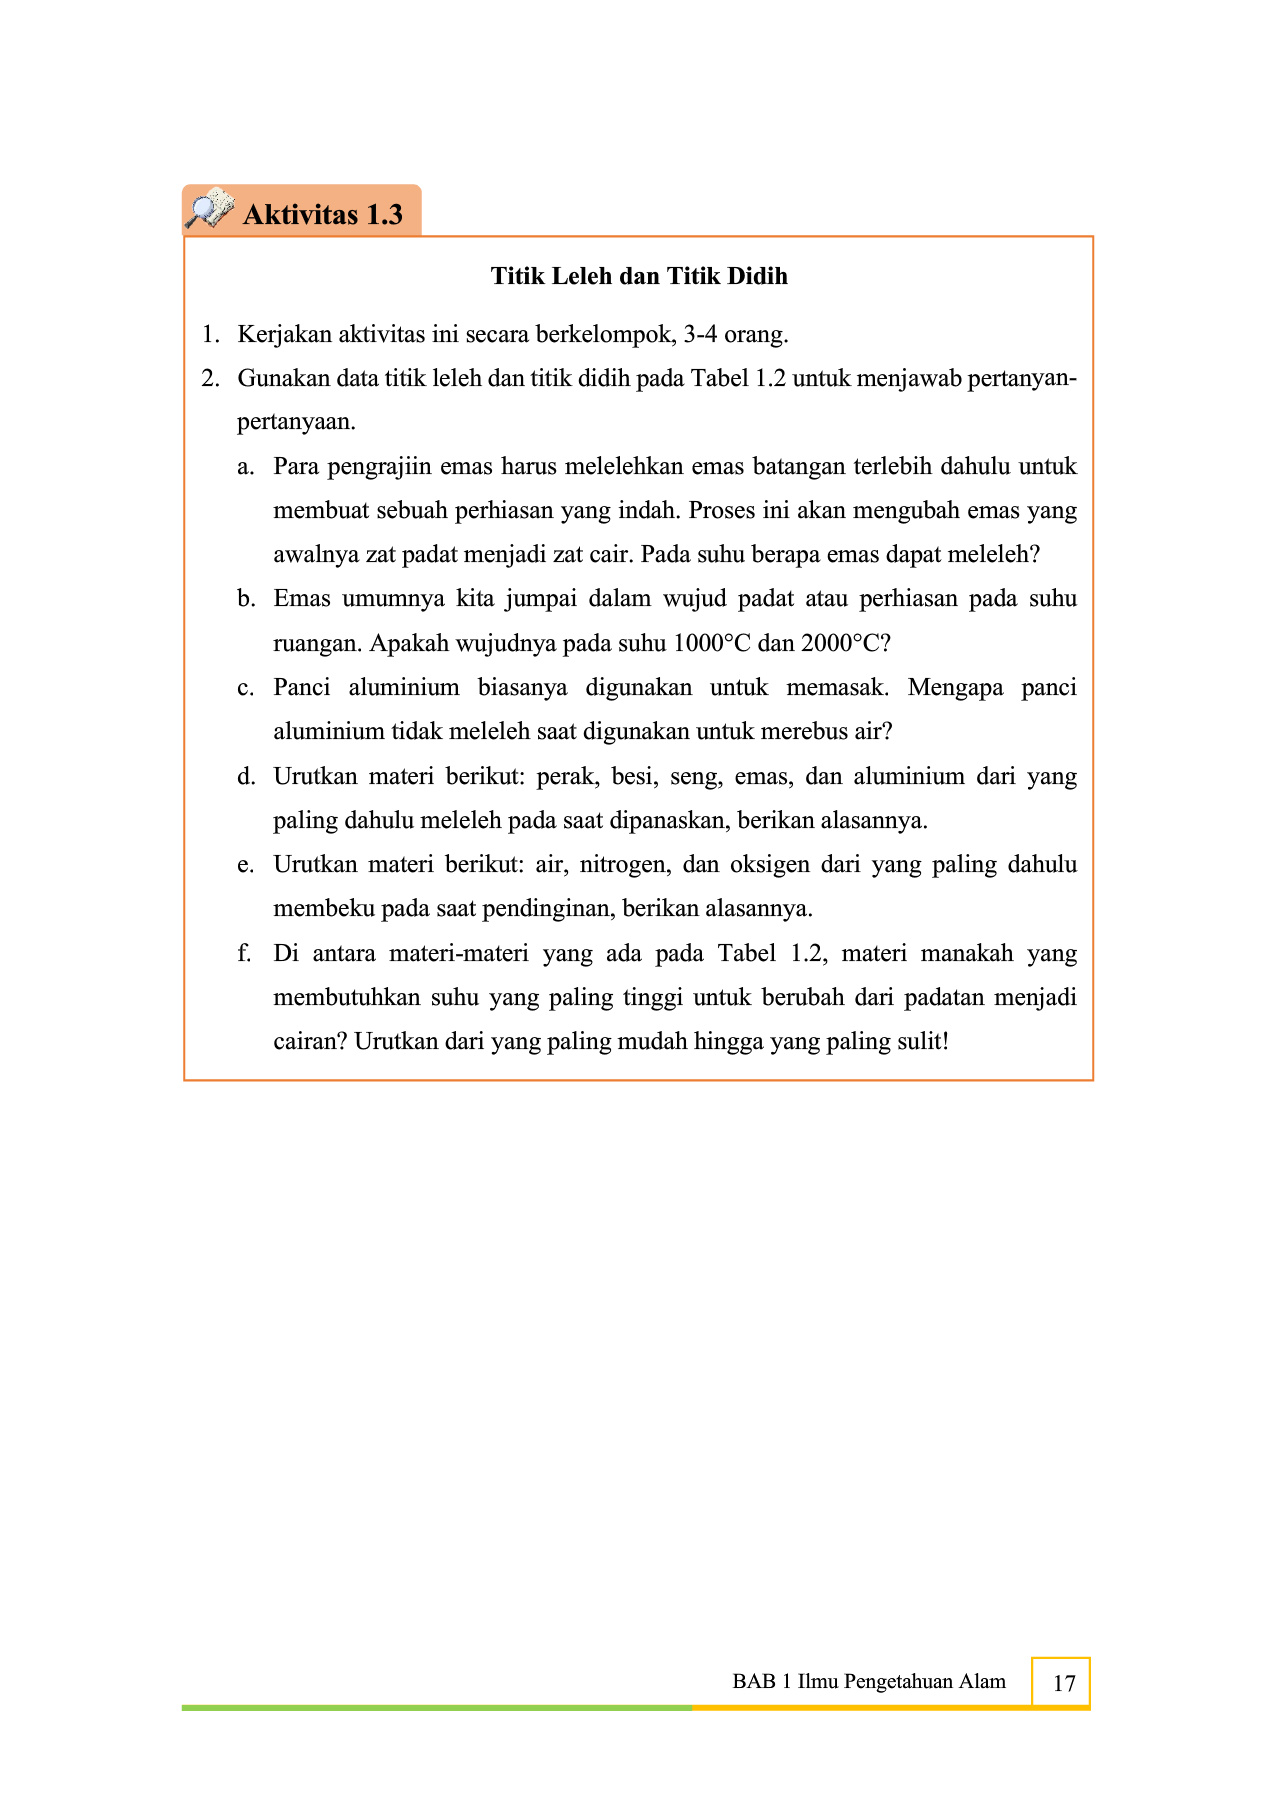 Aktivitas 1.3
Titik Leleh dan Titik Didih
1. Kerjakan aktivitas ini secara berkelompok, 3-4 orang.
2. Gunakan data titik leleh dan titik didih pada Tabel 1.2 untuk menjawab pertanyan-
pertanyaan.
a. Para pengrajiin emas harus melelehkan emas batangan terlebih dahulu untuk
membuat sebuah perhiasan yang indah. Proses ini akan mengubah emas yang
awalnya zat padat menjadi zat cair. Pada suhu berapa emas dapat meleleh?
b. Emas umumnya kita jumpai dalam wujud padat atau perhiasan pada suhu
ruangan. Apakah wujudnya pada suhu 1000°C dan 2000°C?
c. Panci aluminium biasanya digunakan untuk memasak. Mengapa panci
aluminium tidak meleleh saat digunakan untuk merebus air?
d. Urutkan materi berikut: perak, besi, seng, emas, dan aluminium dari yang
paling dahulu meleleh pada saat dipanaskan, berikan alasannya.
e. Urutkan materi berikut: air, nitrogen, dan oksigen dari yang paling dahulu
membeku pada saat pendinginan, berikan alasannya.
f. Di antara materi-materi yang ada pada Tabel 1.2, materi manakah yang
membutuhkan suhu yang paling tinggi untuk berubah dari padatan menjadi
cairan? Urutkan dari yang paling mudah hingga yang paling sulit!
BAB 1 Ilmu Pengetahuan Alam 17